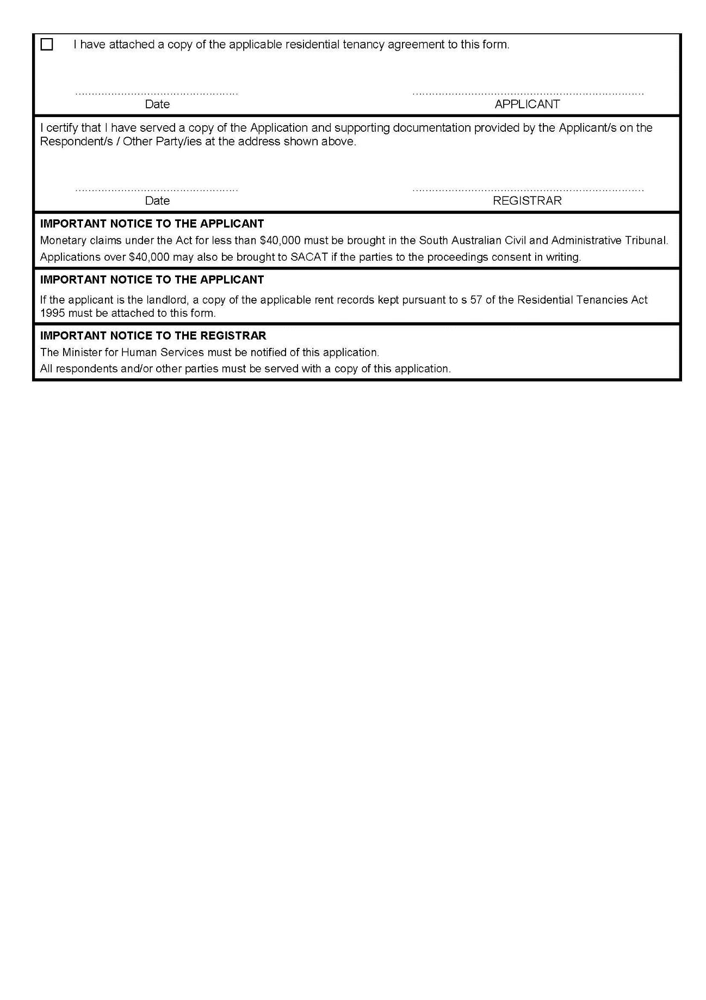 I have attached a copy of the applicable residential tenancy agreement to this form.
................................................. ......................................................................
Date APPLICANT
I certify that I have served a copy of the Application and supporting documentation provided by the Applicant/s on the
Respondent/s / Other Party/ies at the address shown above.
................................................. ......................................................................
Date REGISTRAR
IMPORTANT NOTICE TO THE APPLICANT
Monetary claims under the Act for less than $40,000 must be brought in the South Australian Civil and Administrative Tribunal.
Applications over $40,000 may also be brought to SACAT if the parties to the proceedings consent in writing.
IMPORTANT NOTICE TO THE APPLICANT
If the applicant is the landlord, a copy of the applicable rent records kept pursuant to s 57 of the Residential Tenancies Act
1995 must be attached to this form.
IMPORTANT NOTICE TO THE REGISTRAR
The Minister for Human Services must be notified of this application.
All respondents and/or other parties must be served with a copy of this application.